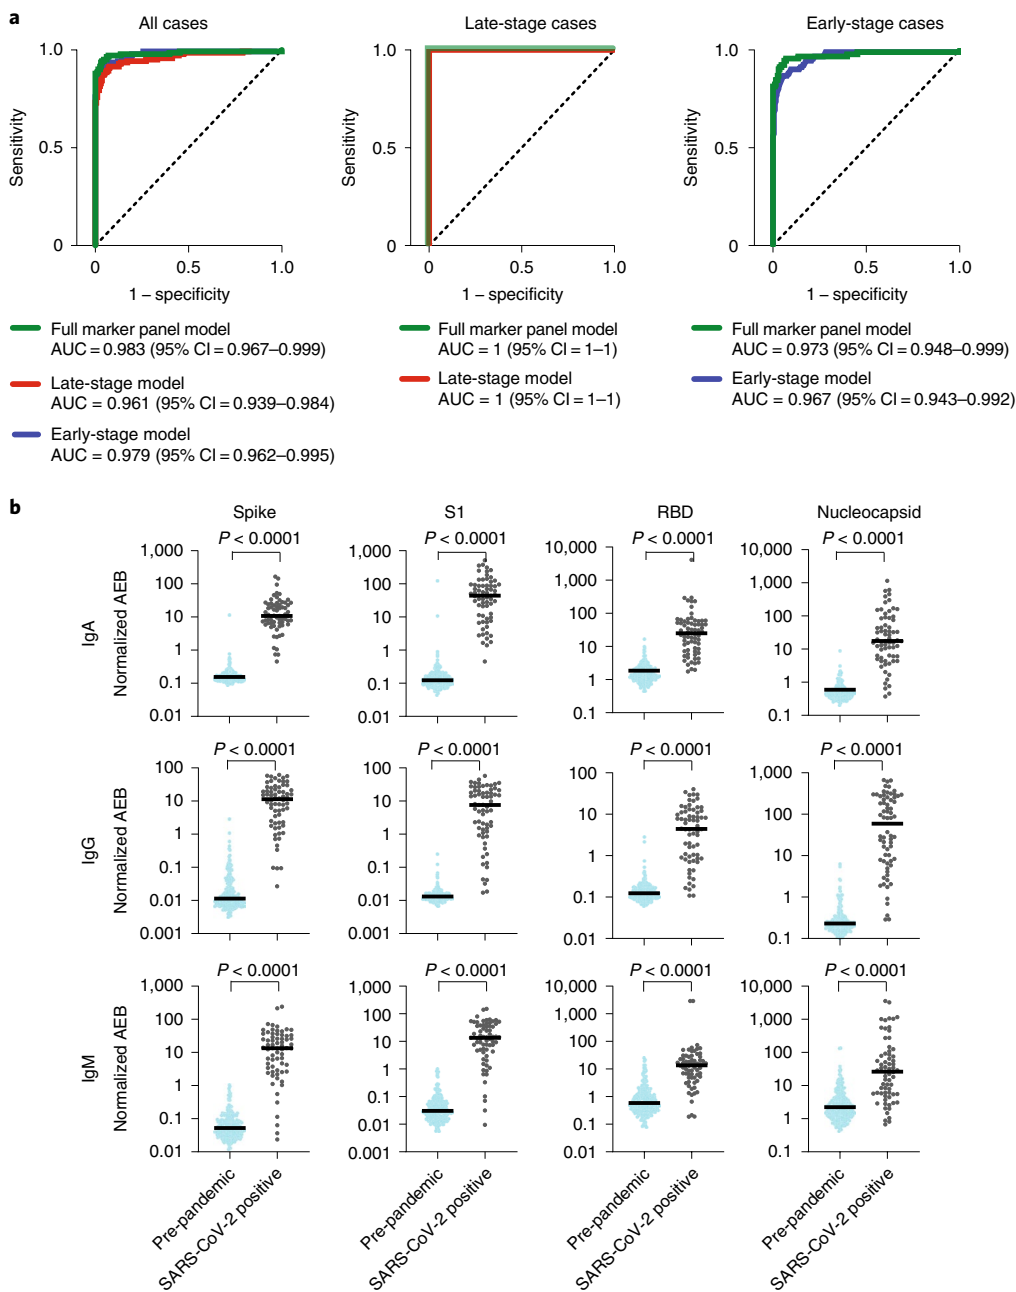 a
All cases
Late-stage cases
Early-stage cases
1.0
0.5
0
Sensitivity
0
0.5
1.0
1 – specificity
1.0
0.5
0
Sensitivity
0
0.5
1.0
1 – specificity
1.0
0.5
0
Sensitivity
0
0.5
1.0
1 – specificity
Full marker panel model
AUC = 0.983 (95% CI = 0.967–0.999)
Late-stage model
AUC = 0.961 (95% CI = 0.939–0.984)
Early-stage model
AUC = 0.979 (95% CI = 0.962–0.995)
Full marker panel model
AUC = 1 (95% CI = 1–1)
Late-stage model
AUC = 1 (95% CI = 1–1)
Full marker panel model
AUC = 0.973 (95% CI = 0.948–0.999)
Early-stage model
AUC = 0.967 (95% CI = 0.943–0.992)
b
Spike
S1
RBD
Nucleocapsid
IgA
Normalized AEB
P < 0.0001
1,000
100
10
1
0.1
0.01
P < 0.0001
1,000
100
10
1
0.1
0.01
P < 0.0001
10,000
1,000
100
10
1
0.1
P < 0.0001
10,000
1,000
100
10
1
0.1
IgG
Normalized AEB
P < 0.0001
100
10
1
0.1
0.01
0.001
P < 0.0001
100
10
1
0.1
0.01
0.001
P < 0.0001
100
10
1
0.1
0.01
P < 0.0001
1,000
100
10
1
0.1
IgM
Normalized AEB
P < 0.0001
1,000
100
10
1
0.1
0.01
P < 0.0001
1,000
100
10
1
0.1
0.01
0.001
P < 0.0001
10,000
1,000
100
10
1
0.1
0.01
P < 0.0001
10,000
1,000
100
10
1
0.1
Pre-pandemic
SARS-CoV-2 positive
Pre-pandemic
SARS-CoV-2 positive
Pre-pandemic
SARS-CoV-2 positive
Pre-pandemic
SARS-CoV-2 positive